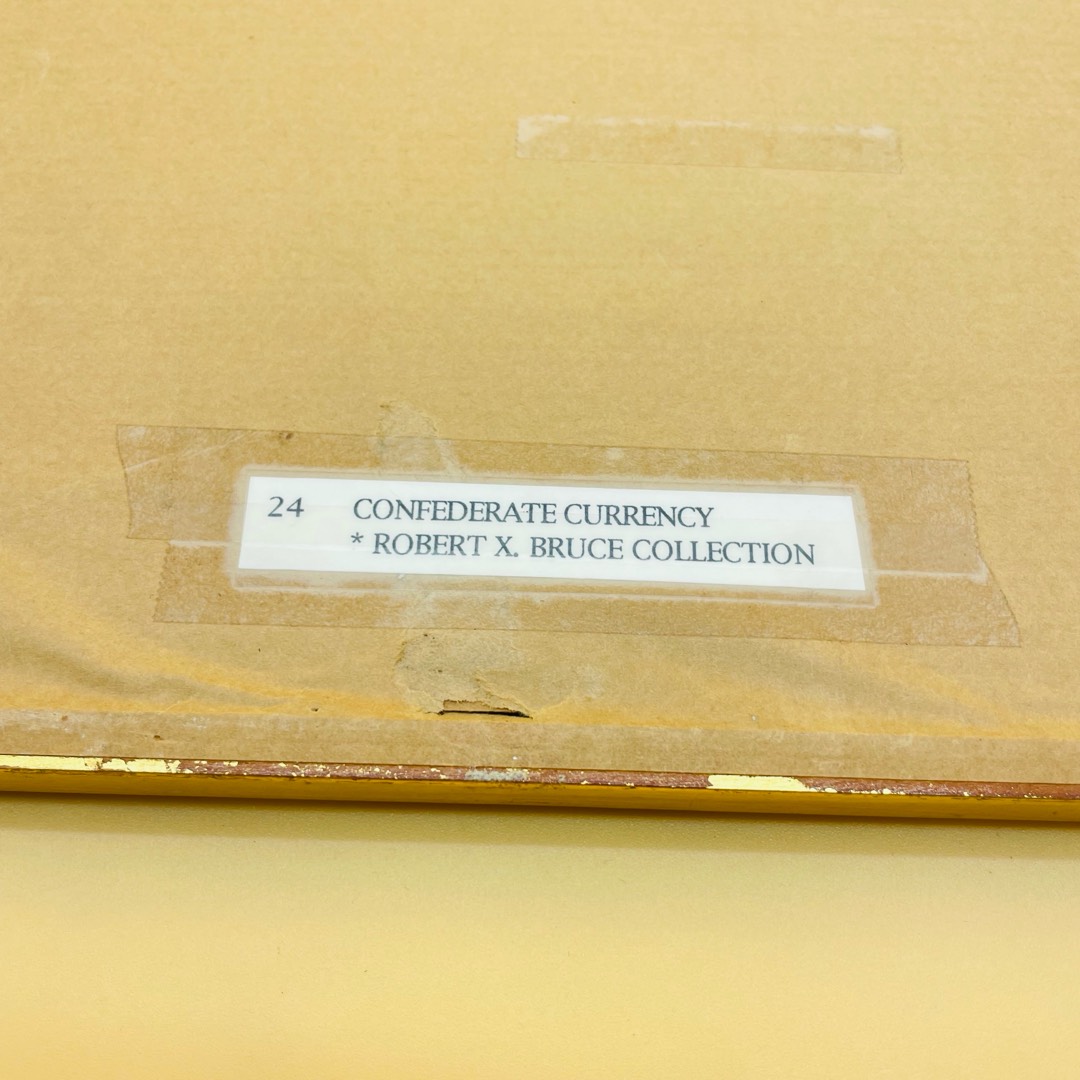 24 CONFEDERATE CURRENCY
* ROBERT X. BRUCE COLLECTION